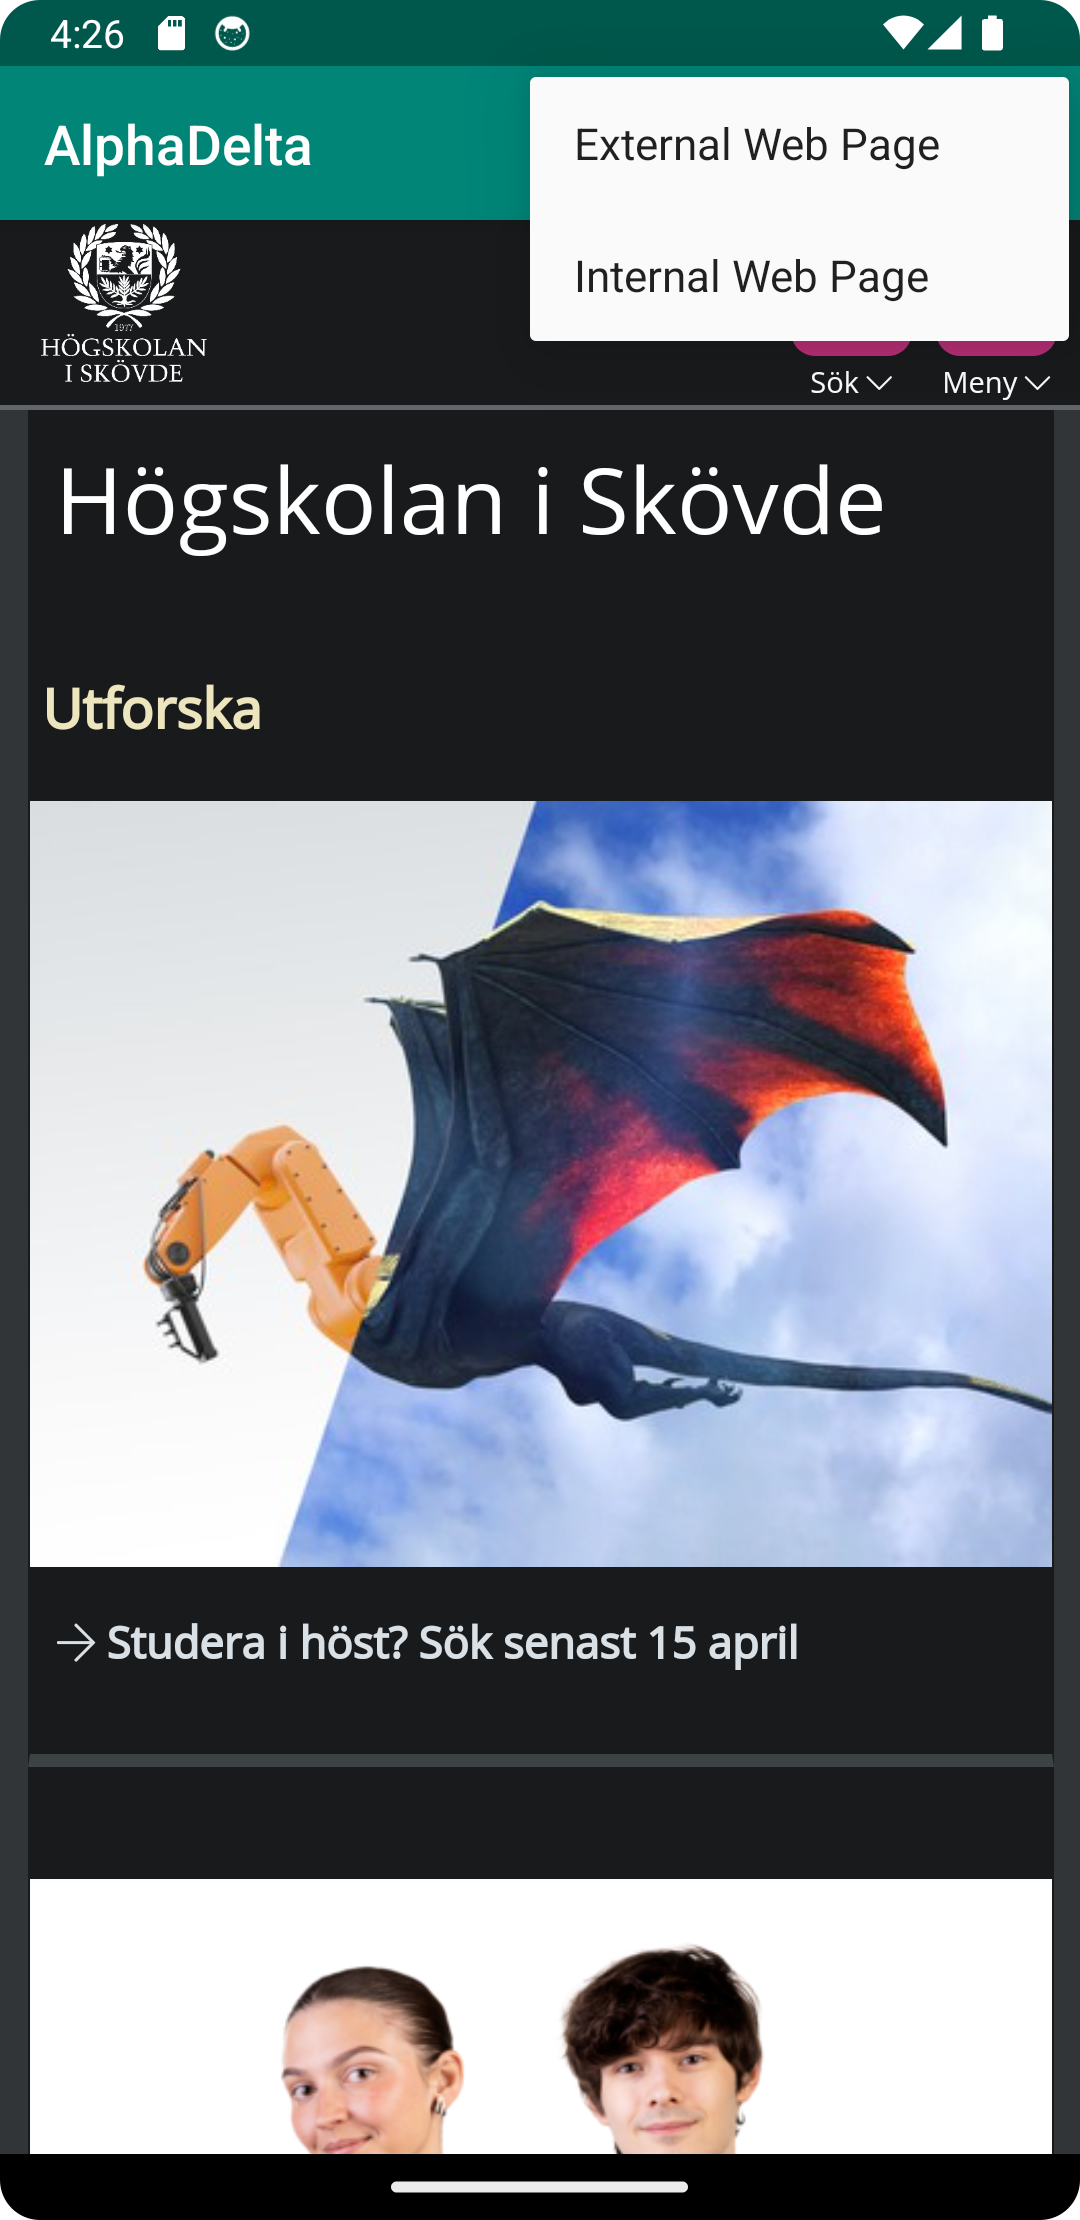 4:26
AlphaDelta
External Web Page
Internal Web Page
1977
HÖGSKOLAN
I SKÖVDE
Sök
Meny
Högskolan i Skövde
Utforska
Studera i höst? Sök senast 15 april